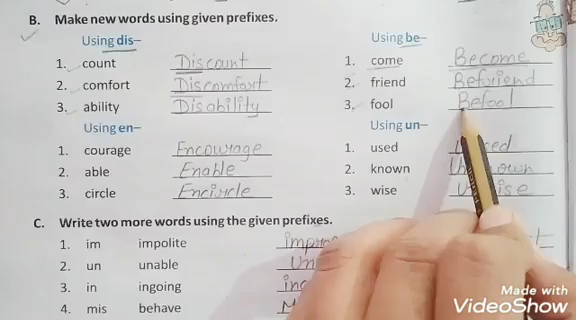 B. Make new words using given prefixes.
Using dis–
1. count Discount
2. comfort Discomfort
3. ability Disability
Using en–
1. courage Encourage
2. able Enable
3. circle Encircle
Using be–
1. come Become
2. friend Befriend
3. fool Befool
Using un–
1. used
2. known
3. wise
C. Write two more words using the given prefixes.
1. im impolite
2. un unable
3. in ingoing
4. mis behave
Made with
VideoShow